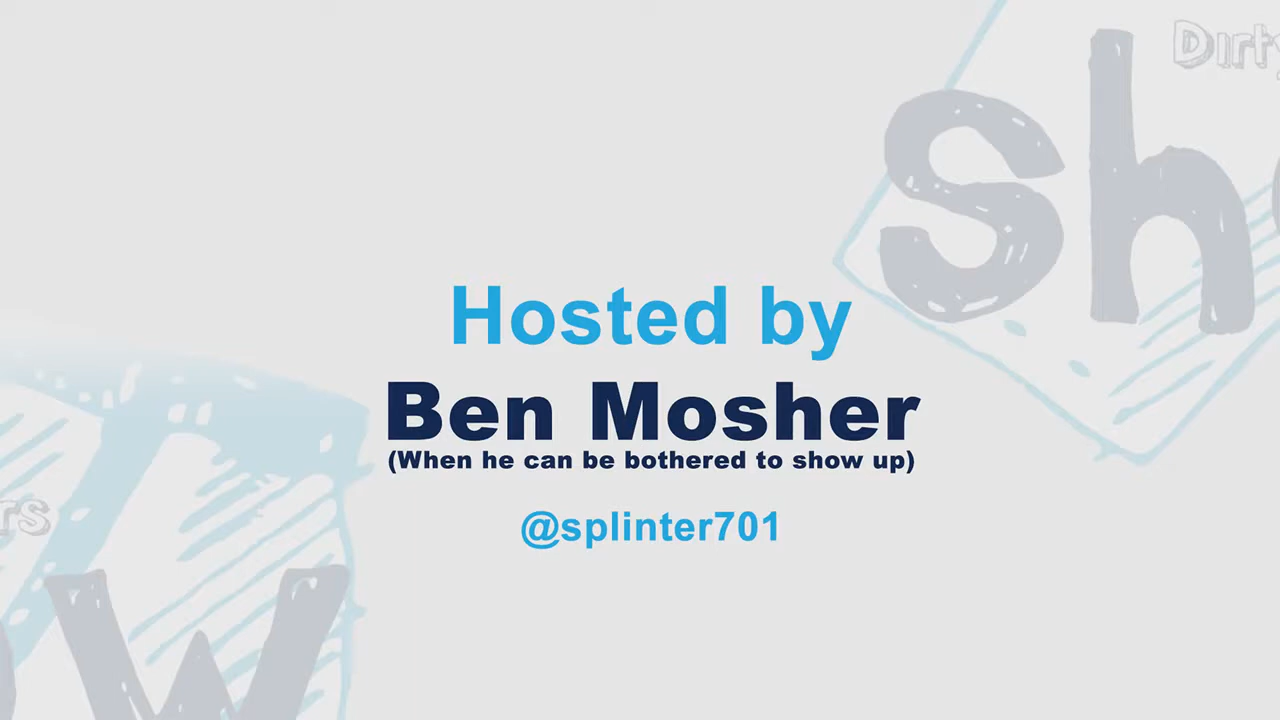 Hosted by
Ben Mosher
(When he can be bothered to show up)
@splinter701